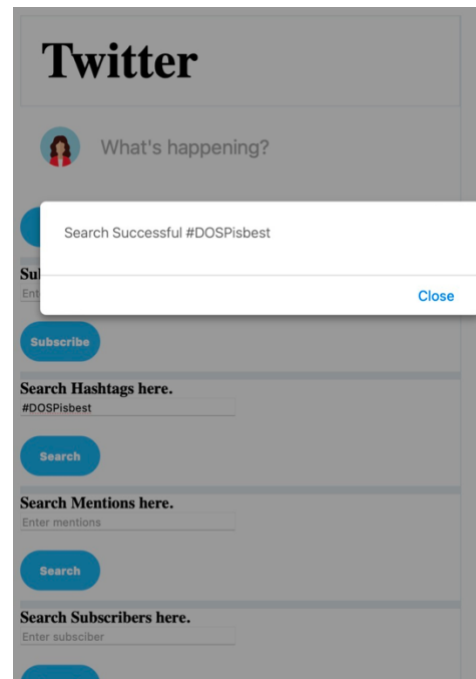 Twitter
What's happening?
Search Successful #DOSPisbest
Close
Sub
Ent
Subscribe
Search Hashtags here.
#DOSPisbest
Search
Search Mentions here.
Enter mentions
Search
Search Subscribers here.
Enter subsciber